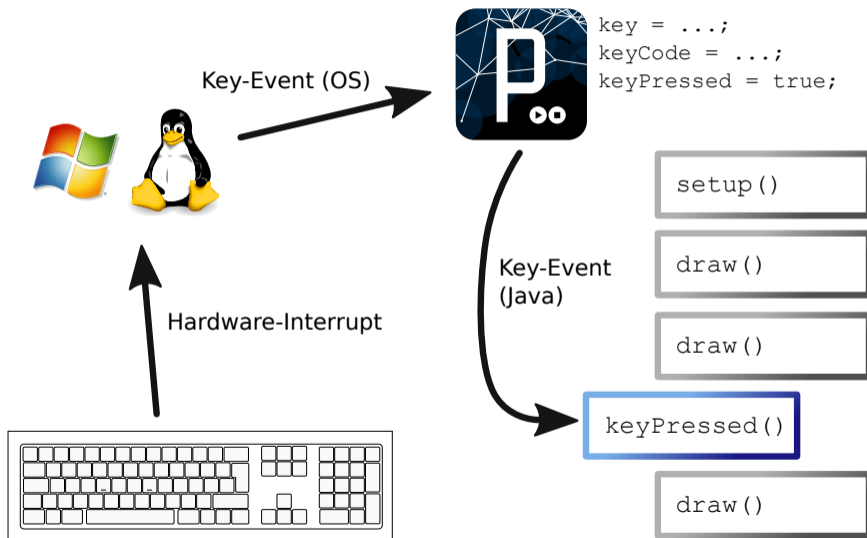 key = ...;
keyCode = ...;
keyPressed = true;
Key-Event (OS)
P
setup()
draw()
Key-Event
(Java)
Hardware-Interrupt
draw()
keyPressed()
draw()